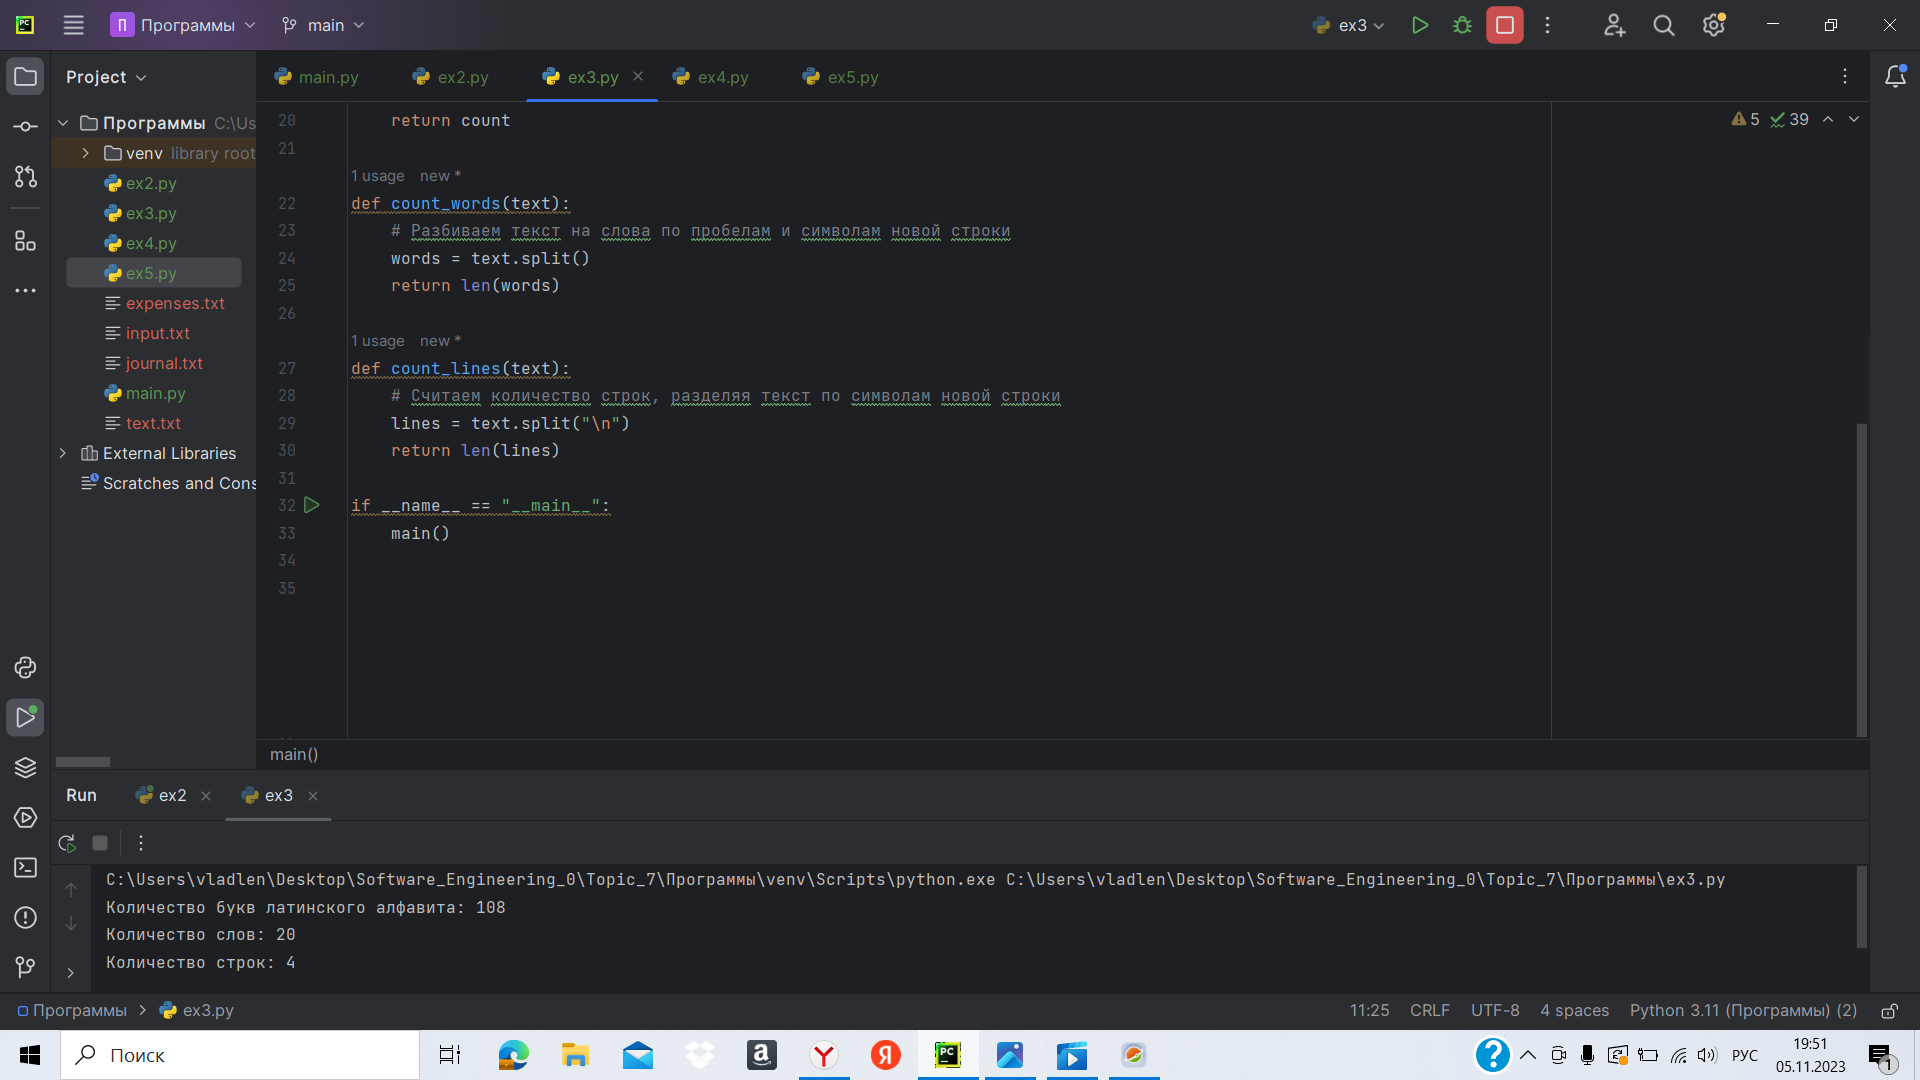 П Программы main ex3
Project main.py ex2.py ex3.py ex4.py ex5.py
Программы C:\Us
venv library root
ex2.py
ex3.py
ex4.py
ex5.py
expenses.txt
input.txt
journal.txt
main.py
text.txt
External Libraries
Scratches and Cons
5 39
20 return count
21
1 usage new *
22 def count_words(text):
23 # Разбиваем текст на слова по пробелам и символам новой строки
24 words = text.split()
25 return len(words)
26
1 usage new *
27 def count_lines(text):
28 # Считаем количество строк, разделяя текст по символам новой строки
29 lines = text.split("\n")
30 return len(lines)
31
32 if __name__ == "__main__":
33 main()
34
35
main()
Run ex2 ex3
C:\Users\vladlen\Desktop\Software_Engineering_0\Topic_7\Программы\venv\Scripts\python.exe C:\Users\vladlen\Desktop\Software_Engineering_0\Topic_7\Программы\ex3.py
Количество букв латинского алфавита: 108
Количество слов: 20
Количество строк: 4
Программы ex3.py 11:25 CRLF UTF-8 4 spaces Python 3.11 (Программы) (2)
Поиск РУС 19:51
05.11.2023 1